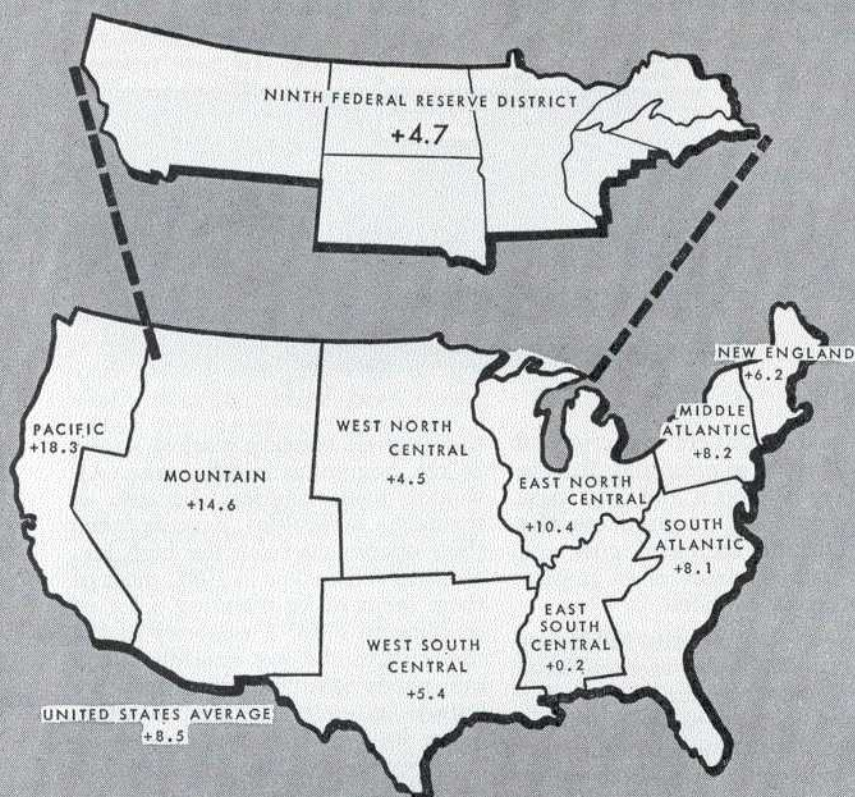 NINTH FEDERAL RESERVE DISTRICT
+4.7
NEW ENGLAND
+6.2
PACIFIC
+18.3
MOUNTAIN
+14.6
WEST NORTH
CENTRAL
+4.5
EAST NORTH
CENTRAL
+10.4
MIDDLE
ATLANTIC
+8.2
SOUTH
ATLANTIC
+8.1
EAST
SOUTH
CENTRAL
+0.2
WEST SOUTH
CENTRAL
+5.4
UNITED STATES AVERAGE
+8.5